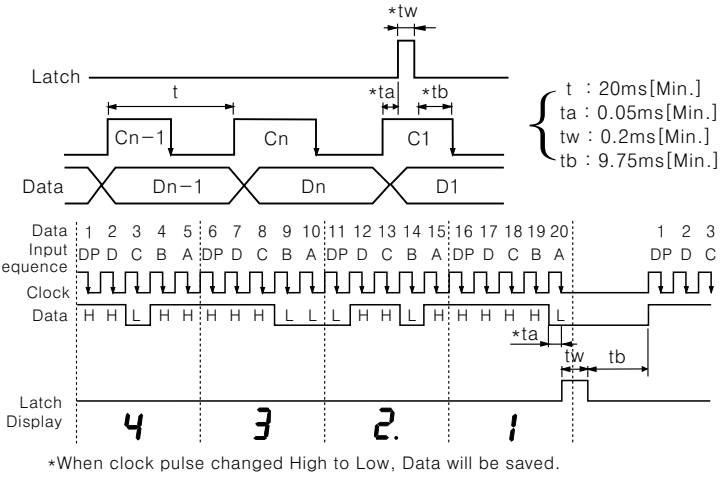 *tw
Latch
t
*ta
*tb
t : 20ms[Min.]
ta : 0.05ms[Min.]
tw : 0.2ms[Min.]
tb : 9.75ms[Min.]
Cn-1
Cn
C1
Data
Dn-1
Dn
D1
Data 1 2 3 4 5 6 7 8 9 10 11 12 13 14 15 16 17 18 19 20 1 2 3
Input DP D C B A DP D C B A DP D C B A DP D C B A DP D C
equence
Clock
Data H H L H H H H H L L L H H L H H H H H L
*ta
tw
tb
Latch
Display 4 3 2. 1
*When clock pulse changed High to Low, Data will be saved.